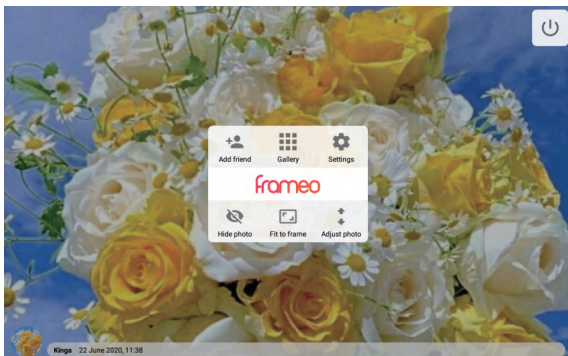 Add friend Gallery Settings
frameo
Hide photo Fit to frame Adjust photo
Kinga 22 June 2020, 11:38